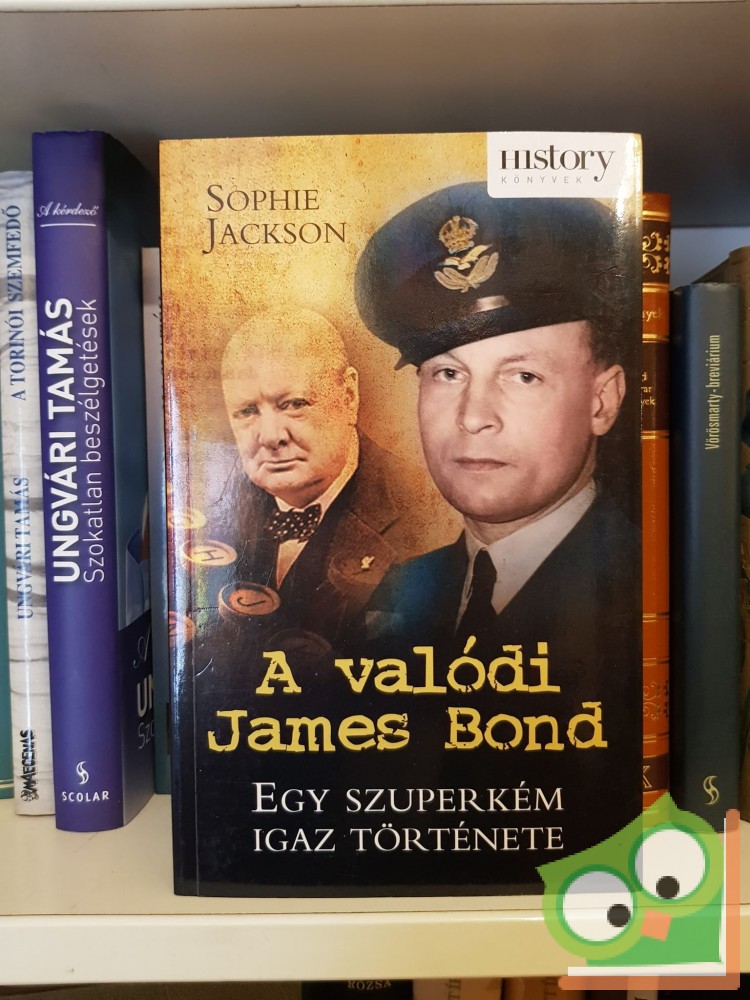 A TORINÓI SZEMFEDŐ
UNGVÁRI TAMÁS
MAECENAS
A kérdező
UNGVÁRI TAMÁS
Szokatlan beszélgetések
SCOLAR
HIStory
KÖNYVEK
SOPHIE
JACKSON
H
J
A valódi
James Bond
EGY SZUPERKÉM
IGAZ TÖRTÉNETE
Vörösmarty-breviárium
RÓZSA